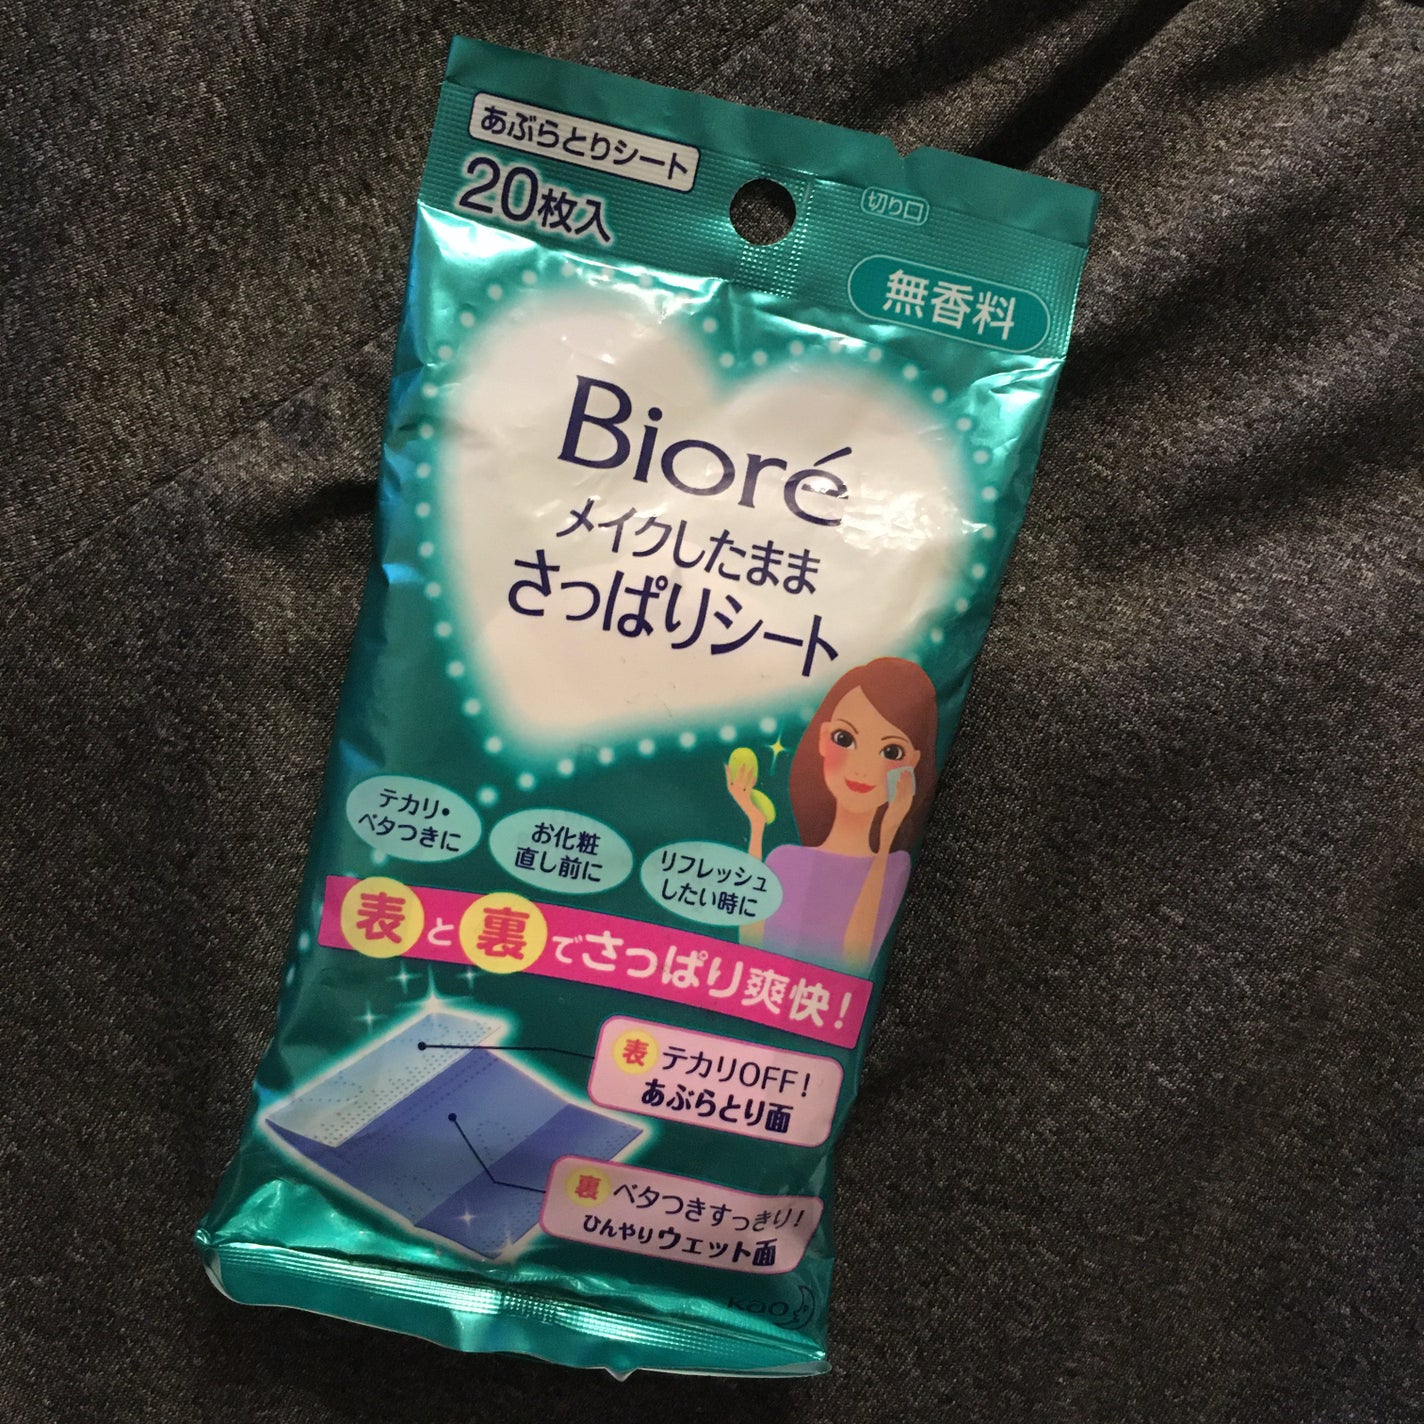 あぶらとりシート
20枚入
切り口
無香料
Bioré
メイクしたまま
さっぱりシート
テカリ・
ベタつきに
お化粧
直し前に
リフレッシュ
したい時に
表と裏でさっぱり爽快!
表 テカリOFF!
あぶらとり面
裏 ベタつきすっきり!
ひんやりウェット面
Kao